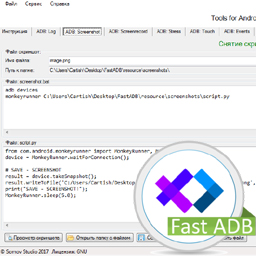 Файл Сервис Справка
Tools for Andro
Инструкция ADB: Log ADB: Screenshot ADB: Screenrecord ADB: Stress ADB: Touch ADB: Events
Снятие скри
Файл скриншот:
Имя файла: image.png
Путь к папке: C:\Users\Cartish\Desktop\FastADB\resource\screenshots\
Файл: screenshot.bat
adb devices
monkeyrunner C:\Users\Cartish\Desktop\FastADB\resource\screenshots\script.py
Файл: script.py
from com.android.monkeyrunner import MonkeyRunner,
device = MonkeyRunner.waitForConnection()
# SAVE - SCREENSHOT
result = device.takeSnapshot()
result.writeToFile("C:/Users/Cartish/Desktop/
print("SAVE - SCREENSHOT!")
MonkeyRunner.sleep(5.0);
Fast ADB
Просмотр скриншота Открыть папку с файлами
© Somov Studio 2017 Лицензия: GNU